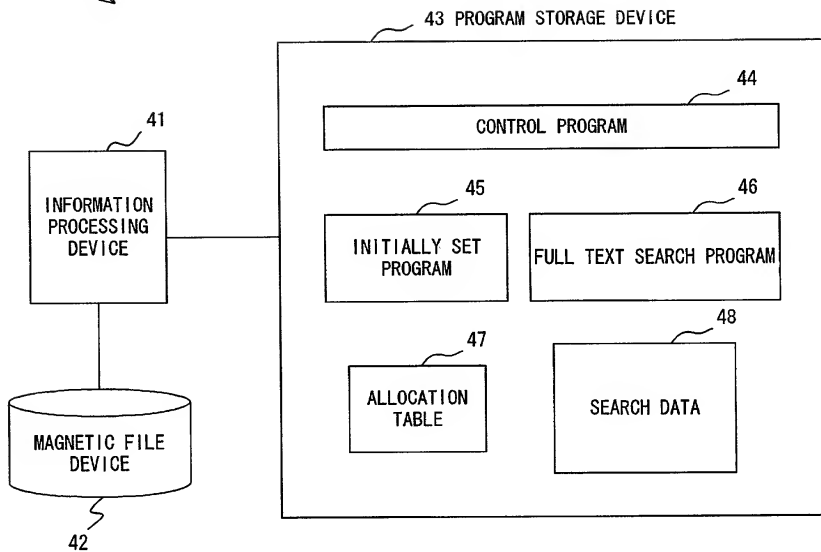 43 PROGRAM STORAGE DEVICE
44
CONTROL PROGRAM
41
INFORMATION
PROCESSING
DEVICE
45
INITIALLY SET
PROGRAM
46
FULL TEXT SEARCH PROGRAM
47
ALLOCATION
TABLE
48
SEARCH DATA
MAGNETIC FILE
DEVICE
42